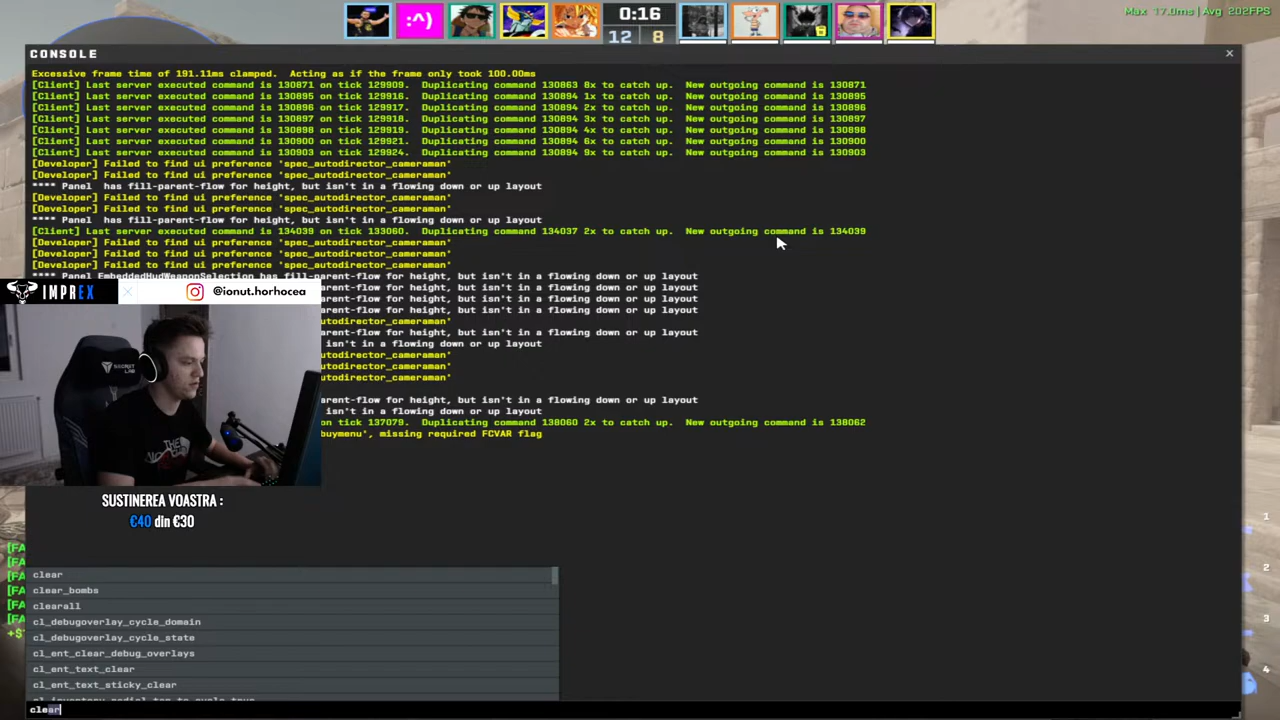 Max 17.0ms | Avg 202FPS
:^)
0:16
12 8
CONSOLE
Excessive frame time of 191.11ms clamped. Acting as if the frame only took 100.00ms
[Client] Last server executed command is 130871 on tick 129909. Duplicating command 130863 8x to catch up. New outgoing command is 130871
[Client] Last server executed command is 130895 on tick 129916. Duplicating command 130894 1x to catch up. New outgoing command is 130895
[Client] Last server executed command is 130896 on tick 129917. Duplicating command 130894 2x to catch up. New outgoing command is 130896
[Client] Last server executed command is 130897 on tick 129918. Duplicating command 130894 3x to catch up. New outgoing command is 130897
[Client] Last server executed command is 130898 on tick 129919. Duplicating command 130894 4x to catch up. New outgoing command is 130898
[Client] Last server executed command is 130900 on tick 129921. Duplicating command 130894 6x to catch up. New outgoing command is 130900
[Client] Last server executed command is 130903 on tick 129924. Duplicating command 130894 9x to catch up. New outgoing command is 130903
[Developer] Failed to find ui preference 'spec_autodirector_cameraman'
[Developer] Failed to find ui preference 'spec_autodirector_cameraman'
**** Panel has fill-parent-flow for height, but isn't in a flowing down or up layout
[Developer] Failed to find ui preference 'spec_autodirector_cameraman'
[Developer] Failed to find ui preference 'spec_autodirector_cameraman'
**** Panel has fill-parent-flow for height, but isn't in a flowing down or up layout
[Client] Last server executed command is 134039 on tick 133060. Duplicating command 134037 2x to catch up. New outgoing command is 134039
[Developer] Failed to find ui preference 'spec_autodirector_cameraman'
[Developer] Failed to find ui preference 'spec_autodirector_cameraman'
[Developer] Failed to find ui preference 'spec_autodirector_cameraman'
**** Panel EmbeddedHudWeaponSelection has fill-parent-flow for height, but isn't in a flowing down or up layout
IMPREX @ionut.horhocea
arent-flow for height, but isn't in a flowing down or up layout
arent-flow for height, but isn't in a flowing down or up layout
arent-flow for height, but isn't in a flowing down or up layout
utodirector_cameraman'
arent-flow for height, but isn't in a flowing down or up layout
isn't in a flowing down or up layout
utodirector_cameraman'
utodirector_cameraman'
utodirector_cameraman'
SECRET LAB
arent-flow for height, but isn't in a flowing down or up layout
isn't in a flowing down or up layout
on tick 137079. Duplicating command 138060 2x to catch up. New outgoing command is 138062
buymenu', missing required FCVAR flag
THE
SUSTINEREA VOASTRA :
€40 din €30
1
2
3
4
[FA
[FA
[FA
[FA
[FA
[FA
clear
clear_bombs
clearall
cl_debugoverlay_cycle_domain
cl_debugoverlay_cycle_state
cl_ent_clear_debug_overlays
cl_ent_text_clear
cl_ent_text_sticky_clear
clear